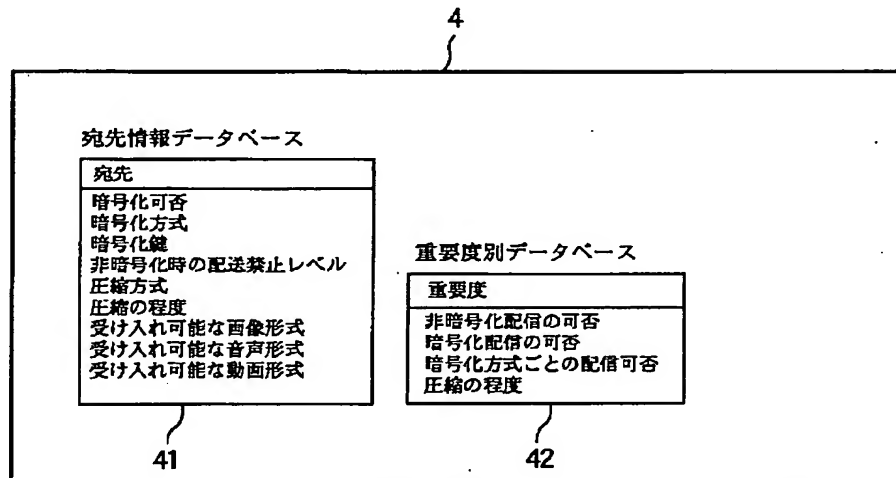 4
宛先情報データベース
宛先
暗号化可否
暗号化方式
暗号化鍵
非暗号化時の配送禁止レベル
圧縮方式
圧縮の程度
受け入れ可能な画像形式
受け入れ可能な音声形式
受け入れ可能な動画形式
41
重要度別データベース
重要度
非暗号化配信の可否
暗号化配信の可否
暗号化方式ごとの配信可否
圧縮の程度
42